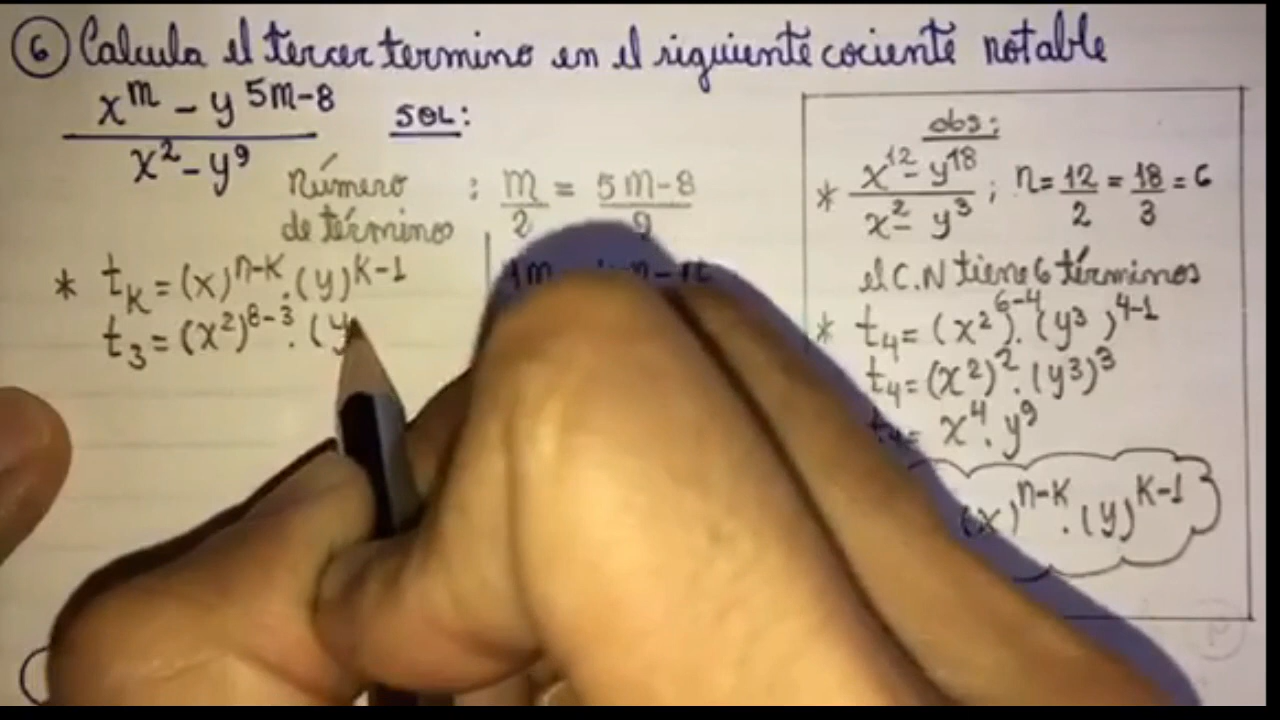 6 Calcula el tercer termino en el siguiente cociente notable
x^m - y^5m-8
x^2 - y^9
SOL:
Número de términos : m/2 = 5m-8/9
* t_K = (x)^n-K . (y)^K-1
t_3 = (x^2)^8-3 . (y
obs:
* x^12 - y^18 / x^2 - y^3 ; n = 12/2 = 18/3 = 6
el C.N tiene 6 términos
* t_4 = (x^2)^6-4 . (y^3)^4-1
t_4 = (x^2)^2 . (y^3)^3
t_4 = x^4 . y^9
(x)^n-K . (y)^K-1